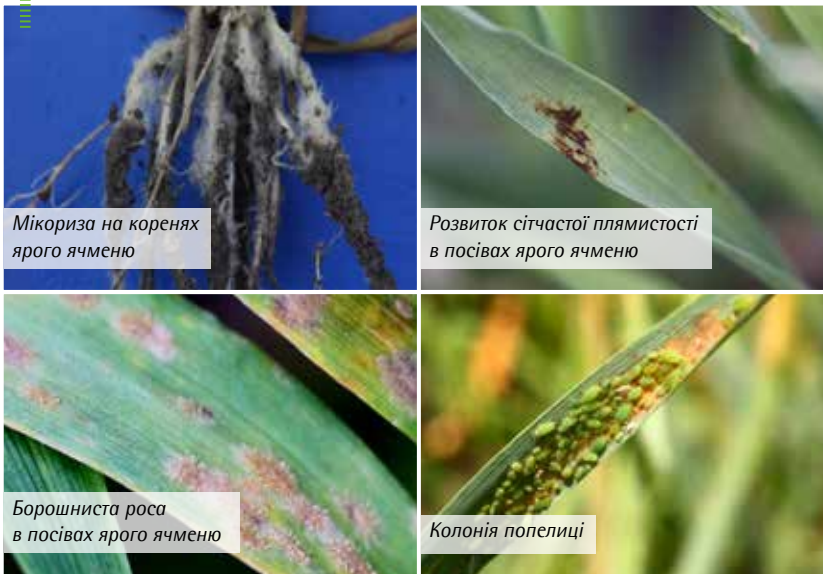 Мікориза на коренях
ярого ячменю
Розвиток сітчастої плямистості
в посівах ярого ячменю
Борошниста роса
в посівах ярого ячменю
Колонія попелиці